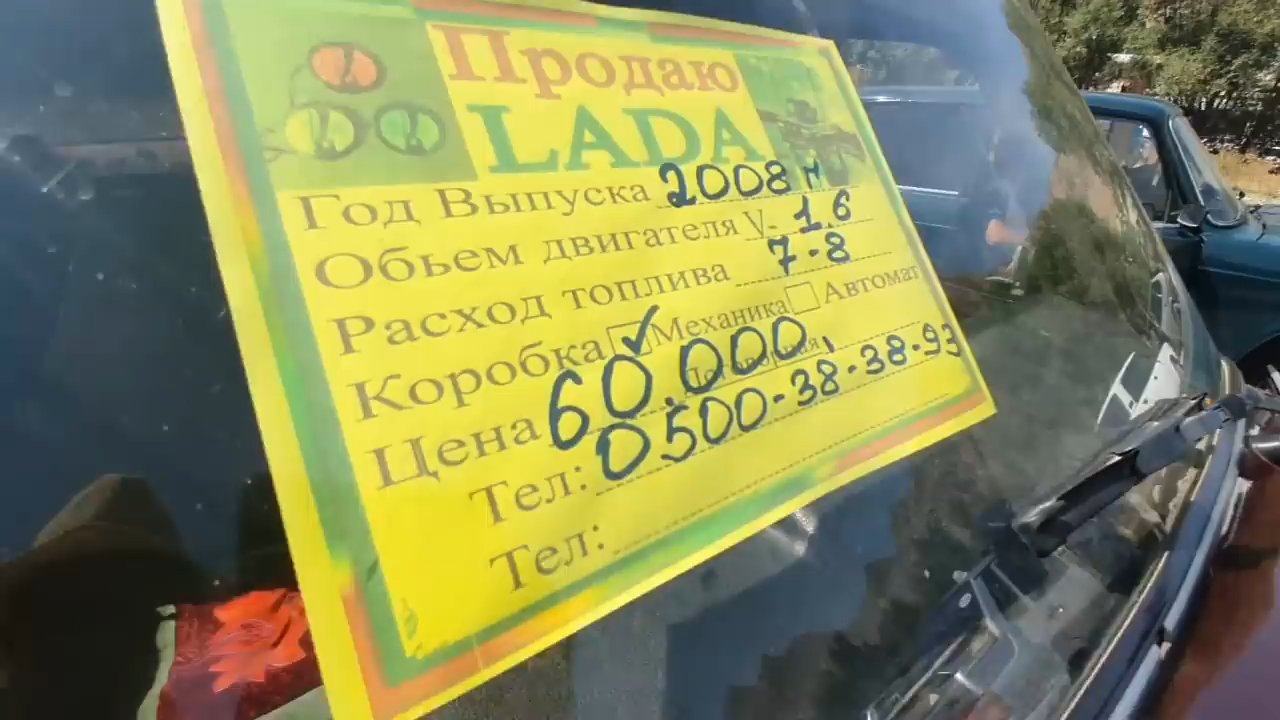 Продаю
LADA
Год Выпуска 2008 г
Обьем двигателя V- 1.6
Расход топлива 7-8
Коробка Механика Автомат
Цена 60.000, Договорная
Тел: 0500-38-38-93
Тел: